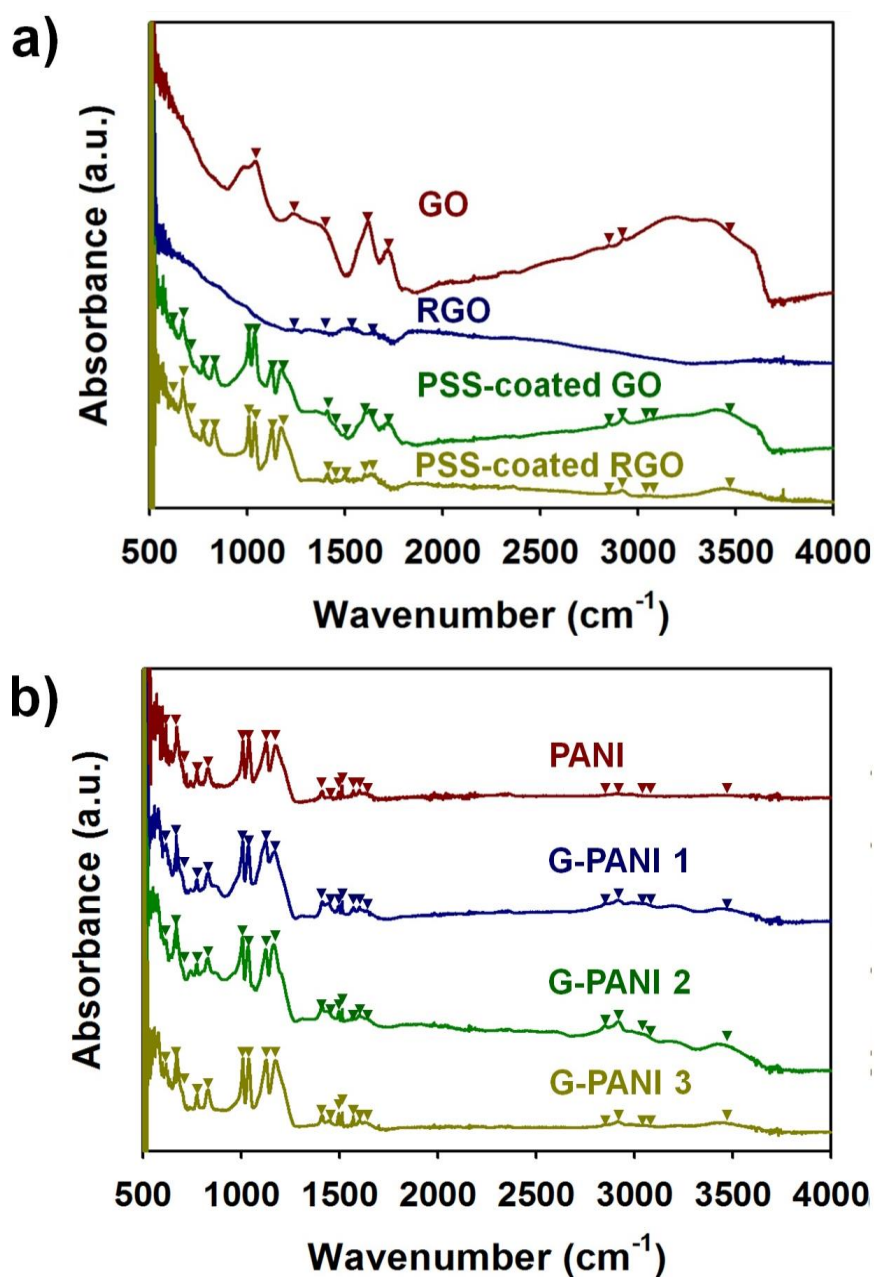 a)
Absorbance (a.u.)
GO
RGO
PSS-coated GO
PSS-coated RGO
500 1000 1500 2000 2500 3000 3500 4000
Wavenumber (cm⁻¹)
b)
Absorbance (a.u.)
PANI
G-PANI 1
G-PANI 2
G-PANI 3
500 1000 1500 2000 2500 3000 3500 4000
Wavenumber (cm⁻¹)